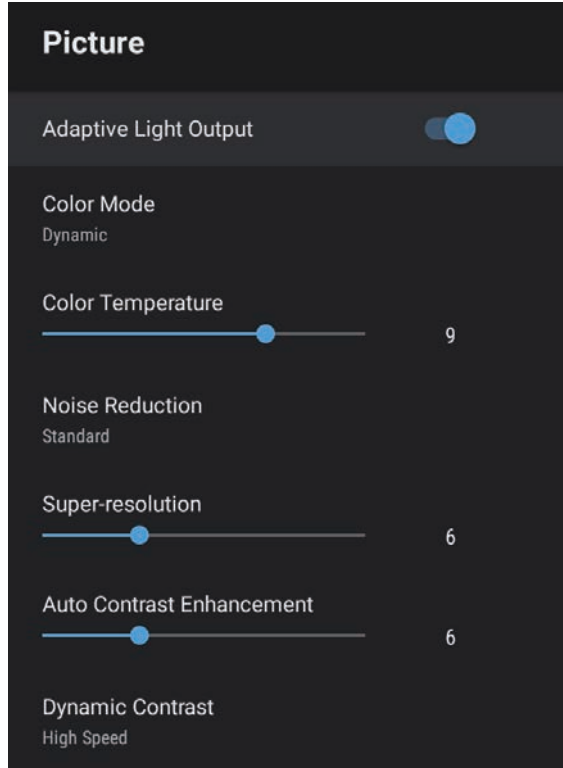 Picture
Adaptive Light Output
Color Mode
Dynamic
Color Temperature
9
Noise Reduction
Standard
Super-resolution
6
Auto Contrast Enhancement
6
Dynamic Contrast
High Speed